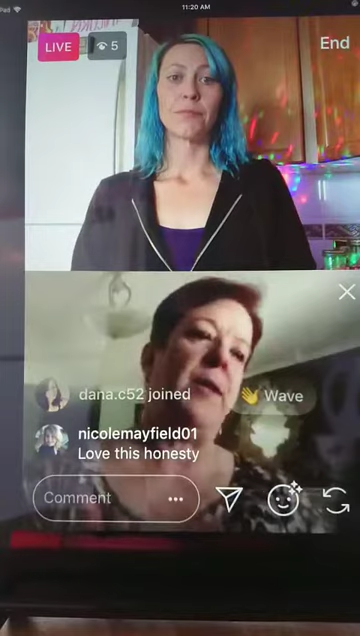 11:20 AM
LIVE
5
End
dana.c52 joined
Wave
nicolemayfield01
Love this honesty
Comment